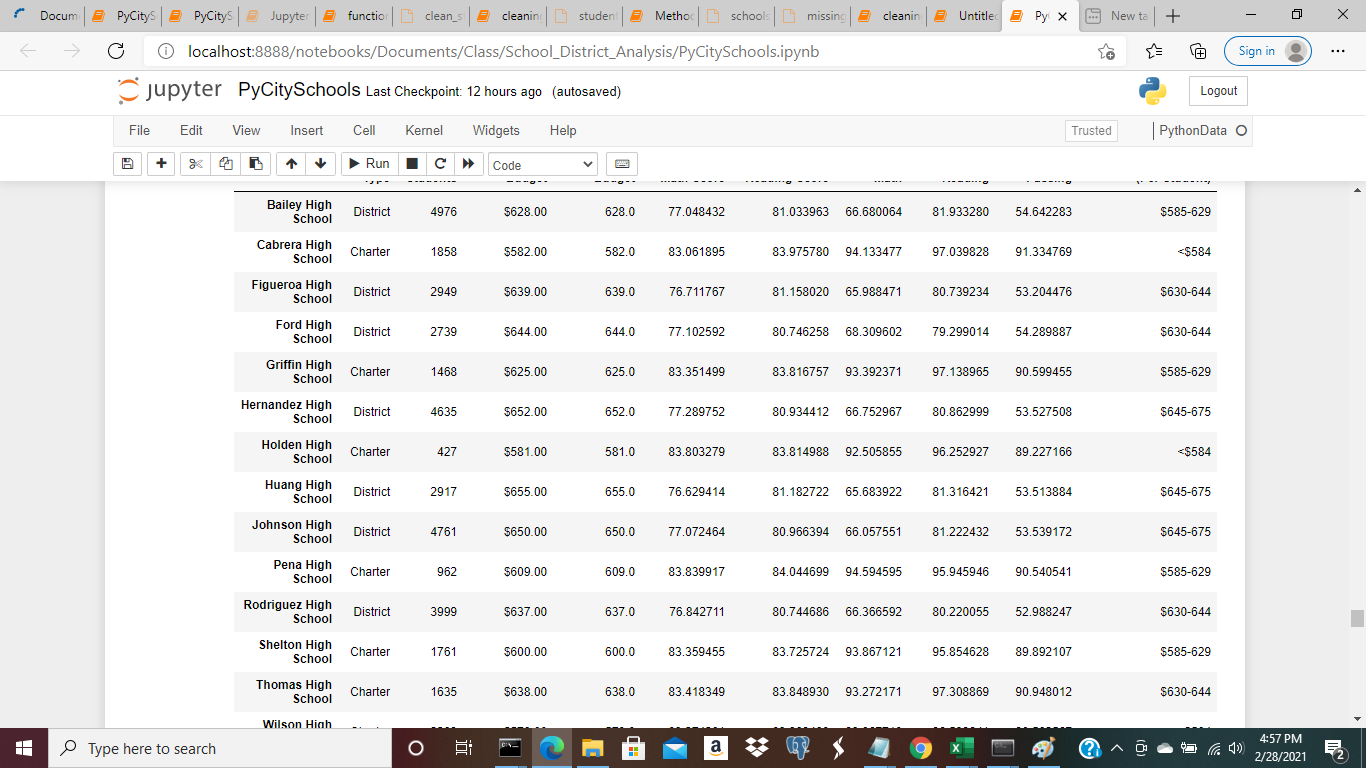 Docum PyCityS PyCityS Jupyter function clean_s cleaning student Method schools missing cleanin Untitled Py New ta
localhost:8888/notebooks/Documents/Class/School_District_Analysis/PyCitySchools.ipynb Sign in
jupyter PyCitySchools Last Checkpoint: 12 hours ago (autosaved) Logout
File Edit View Insert Cell Kernel Widgets Help Trusted PythonData
Run Code
Bailey High School District 4976 $628.00 628.0 77.048432 81.033963 66.680064 81.933280 54.642283 $585-629
Cabrera High School Charter 1858 $582.00 582.0 83.061895 83.975780 94.133477 97.039828 91.334769 <$584
Figueroa High School District 2949 $639.00 639.0 76.711767 81.158020 65.988471 80.739234 53.204476 $630-644
Ford High School District 2739 $644.00 644.0 77.102592 80.746258 68.309602 79.299014 54.289887 $630-644
Griffin High School Charter 1468 $625.00 625.0 83.351499 83.816757 93.392371 97.138965 90.599455 $585-629
Hernandez High School District 4635 $652.00 652.0 77.289752 80.934412 66.752967 80.862999 53.527508 $645-675
Holden High School Charter 427 $581.00 581.0 83.803279 83.814988 92.505855 96.252927 89.227166 <$584
Huang High School District 2917 $655.00 655.0 76.629414 81.182722 65.683922 81.316421 53.513884 $645-675
Johnson High School District 4761 $650.00 650.0 77.072464 80.966394 66.057551 81.222432 53.539172 $645-675
Pena High School Charter 962 $609.00 609.0 83.839917 84.044699 94.594595 95.945946 90.540541 $585-629
Rodriguez High School District 3999 $637.00 637.0 76.842711 80.744686 66.366592 80.220055 52.988247 $630-644
Shelton High School Charter 1761 $600.00 600.0 83.359455 83.725724 93.867121 95.854628 89.892107 $585-629
Thomas High School Charter 1635 $638.00 638.0 83.418349 83.848930 93.272171 97.308869 90.948012 $630-644
Wilson High
Type here to search
4:57 PM
2/28/2021
2